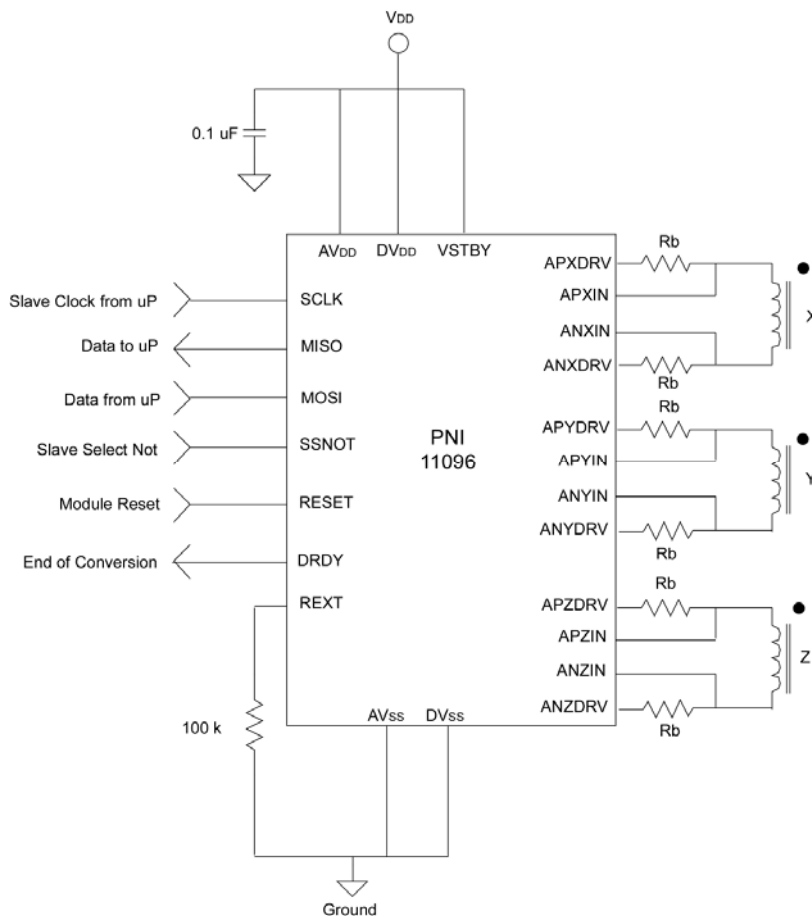 VDD
0.1 uF
AVDD DVDD VSTBY
Slave Clock from uP
SCLK
Data to uP
MISO
Data from uP
MOSI
Slave Select Not
SSNOT
Module Reset
RESET
End of Conversion
DRDY
REXT
100 k
PNI
11096
APXDRV
Rb
APXIN
X
ANXIN
ANXDRV
Rb
APYDRV
Rb
APYIN
Y
ANYIN
ANYDRV
Rb
APZDRV
Rb
APZIN
Z
ANZIN
ANZDRV
Rb
AVSS DVSS
Ground